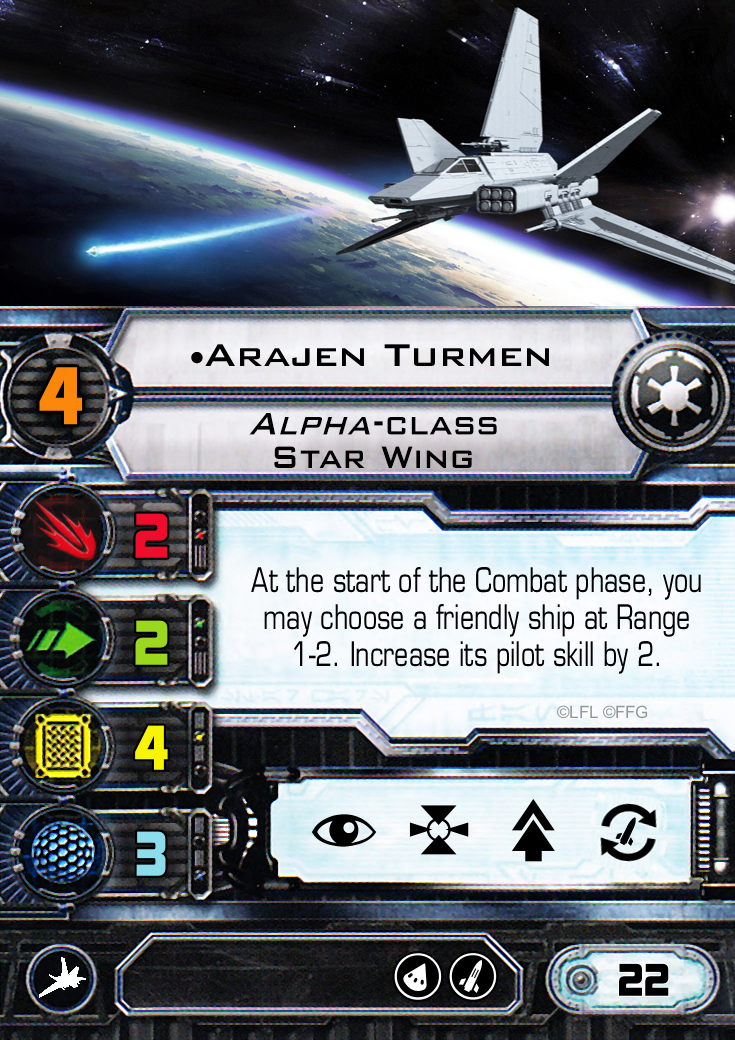 •Arajen Turmen
4
Alpha-class
Star Wing
2
At the start of the Combat phase, you
may choose a friendly ship at Range
1-2. Increase its pilot skill by 2.
2
©LFL ©FFG
4
3
22